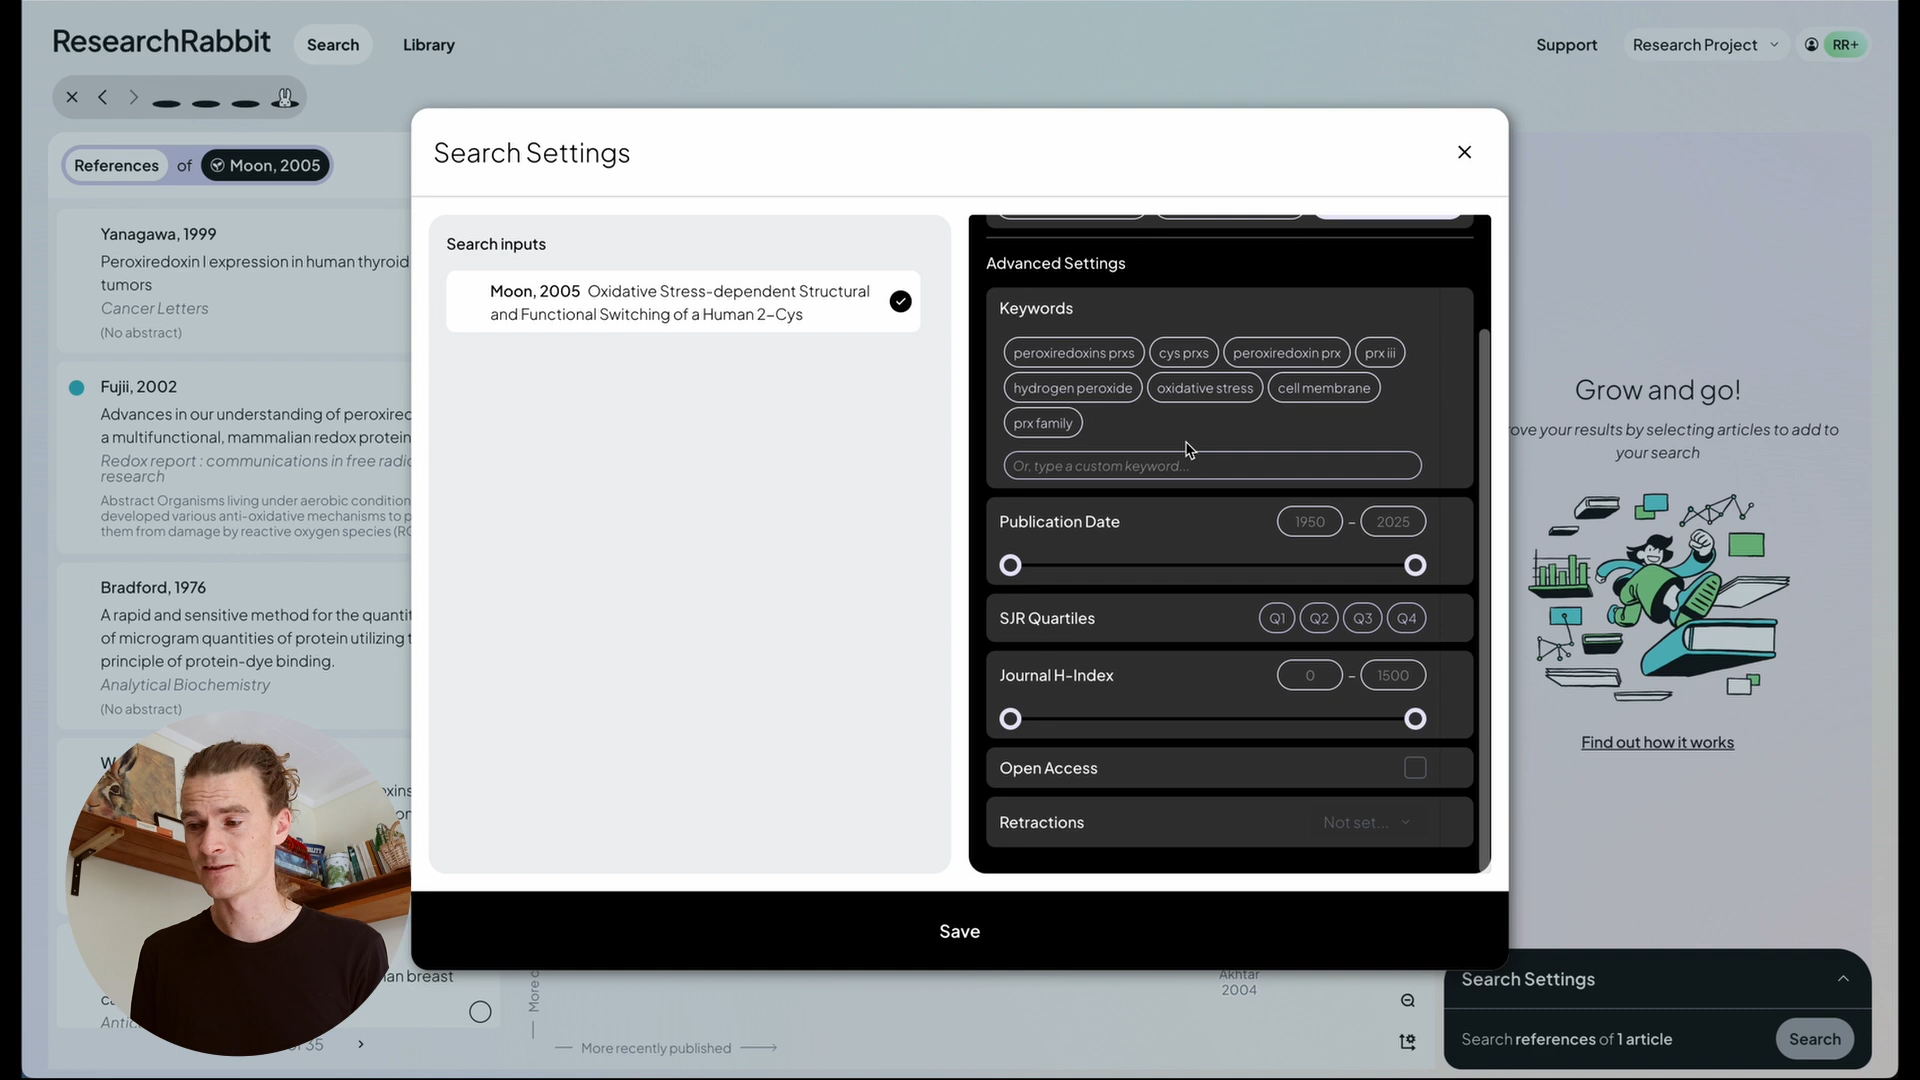 ResearchRabbit
Search
Library
Support
Research Project
RR+
References of Moon, 2005
Yanagawa, 1999
Peroxiredoxin I expression in human thyroid
tumors
Cancer Letters
(No abstract)
Fujii, 2002
Advances in our understanding of peroxired
a multifunctional, mammalian redox protein
Redox report : communications in free radic
research
Abstract Organisms living under aerobic condition
developed various anti-oxidative mechanisms to p
them from damage by reactive oxygen species (RO
Bradford, 1976
A rapid and sensitive method for the quantit
of microgram quantities of protein utilizing t
principle of protein-dye binding.
Analytical Biochemistry
(No abstract)
W
oxins
an breast
Antic
of 35
Search Settings
Search inputs
Moon, 2005 Oxidative Stress-dependent Structural
and Functional Switching of a Human 2-Cys
Advanced Settings
Keywords
peroxiredoxins prxs
cys prxs
peroxiredoxin prx
prx iii
hydrogen peroxide
oxidative stress
cell membrane
prx family
Or, type a custom keyword...
Publication Date
1950 – 2025
SJR Quartiles
Q1 Q2 Q3 Q4
Journal H-Index
0 – 1500
Open Access
Retractions
Not set...
Save
Grow and go!
ove your results by selecting articles to add to
your search
Find out how it works
More c
More recently published
Akhtar
2004
Search Settings
Search references of 1 article
Search